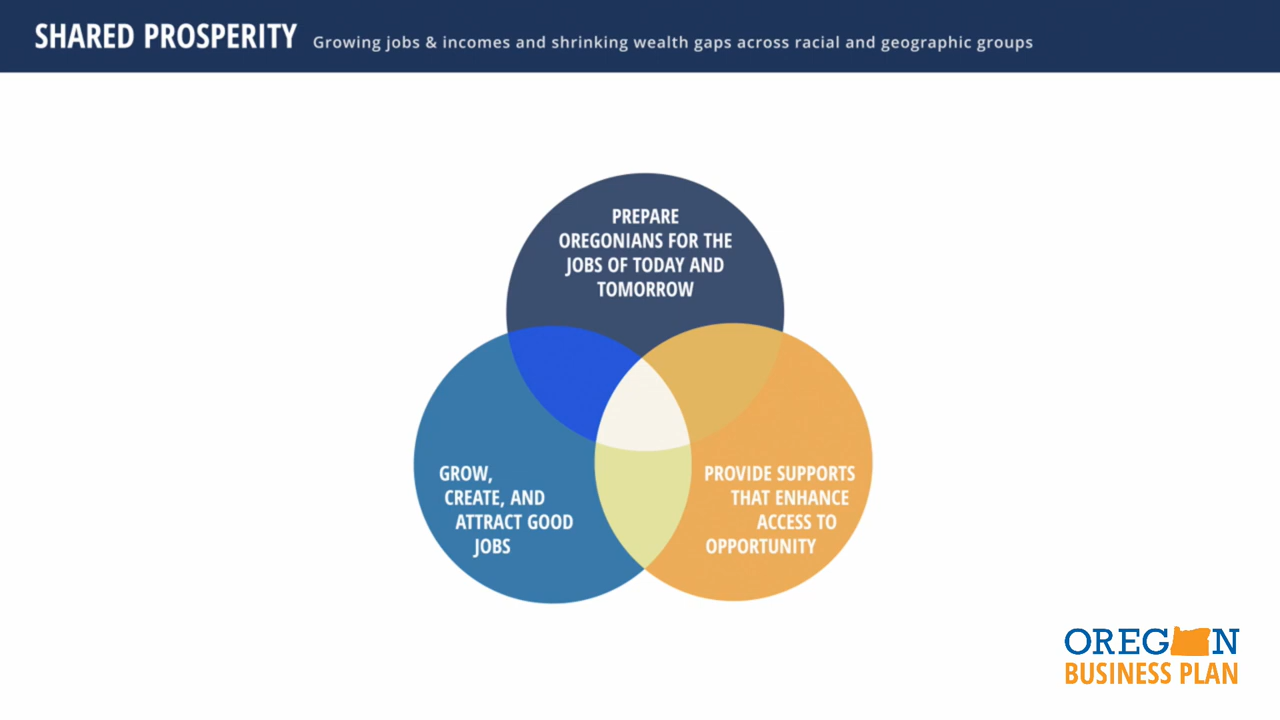 SHARED PROSPERITY Growing jobs & incomes and shrinking wealth gaps across racial and geographic groups
PREPARE
OREGONIANS FOR THE
JOBS OF TODAY AND
TOMORROW
GROW,
CREATE, AND
ATTRACT GOOD
JOBS
PROVIDE SUPPORTS
THAT ENHANCE
ACCESS TO
OPPORTUNITY
OREGON
BUSINESS PLAN